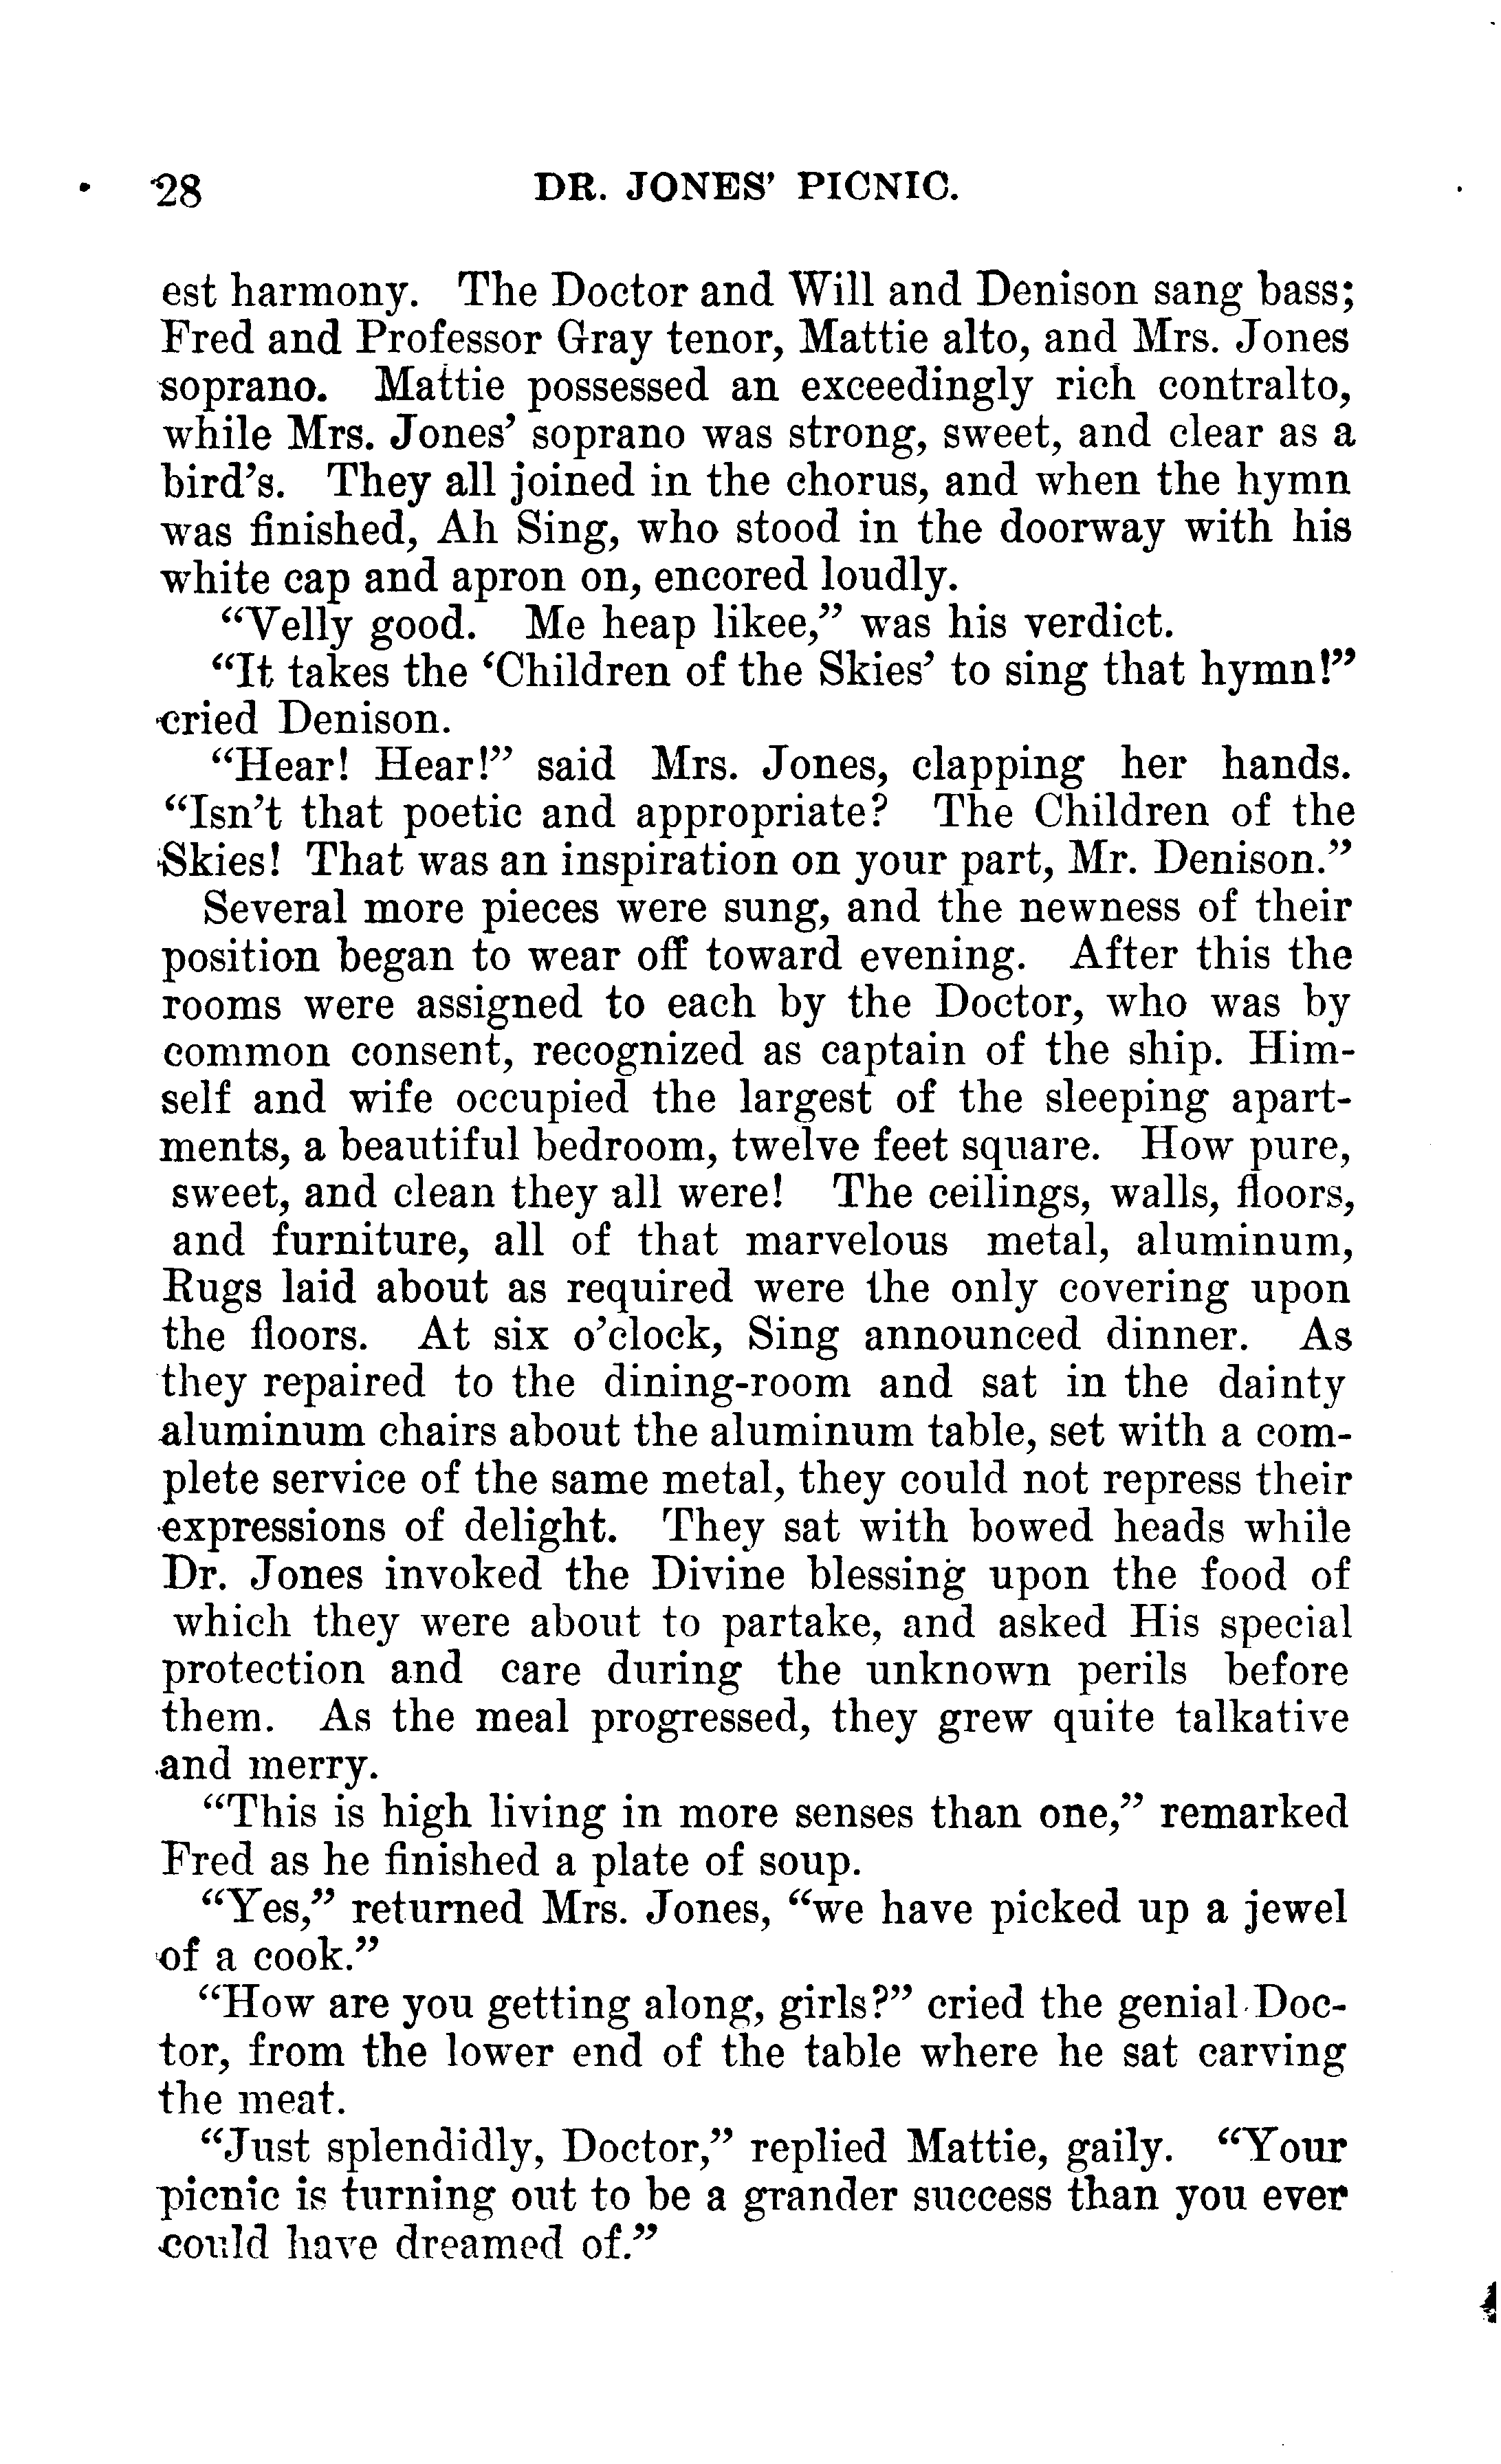 28 DR. JONES' PICNIC.
est harmony. The Doctor and Will and Denison sang bass;
Fred and Professor Gray tenor, Mattie alto, and Mrs. Jones
soprano. Mattie possessed an exceedingly rich contralto,
while Mrs. Jones' soprano was strong, sweet, and clear as a
bird's. They all joined in the chorus, and when the hymn
was finished, Ah Sing, who stood in the doorway with his
white cap and apron on, encored loudly.
"Velly good. Me heap likee," was his verdict.
"It takes the 'Children of the Skies' to sing that hymn!"
cried Denison.
"Hear! Hear!" said Mrs. Jones, clapping her hands.
"Isn't that poetic and appropriate? The Children of the
Skies! That was an inspiration on your part, Mr. Denison."
Several more pieces were sung, and the newness of their
position began to wear off toward evening. After this the
rooms were assigned to each by the Doctor, who was by
common consent, recognized as captain of the ship. Him-
self and wife occupied the largest of the sleeping apart-
ments, a beautiful bedroom, twelve feet square. How pure,
sweet, and clean they all were! The ceilings, walls, floors,
and furniture, all of that marvelous metal, aluminum,
Rugs laid about as required were the only covering upon
the floors. At six o'clock, Sing announced dinner. As
they repaired to the dining-room and sat in the dainty
aluminum chairs about the aluminum table, set with a com-
plete service of the same metal, they could not repress their
expressions of delight. They sat with bowed heads while
Dr. Jones invoked the Divine blessing upon the food of
which they were about to partake, and asked His special
protection and care during the unknown perils before
them. As the meal progressed, they grew quite talkative
and merry.
"This is high living in more senses than one," remarked
Fred as he finished a plate of soup.
"Yes," returned Mrs. Jones, "we have picked up a jewel
of a cook."
"How are you getting along, girls?" cried the genial Doc-
tor, from the lower end of the table where he sat carving
the meat.
"Just splendidly, Doctor," replied Mattie, gaily. "Your
picnic is turning out to be a grander success than you ever
could have dreamed of."